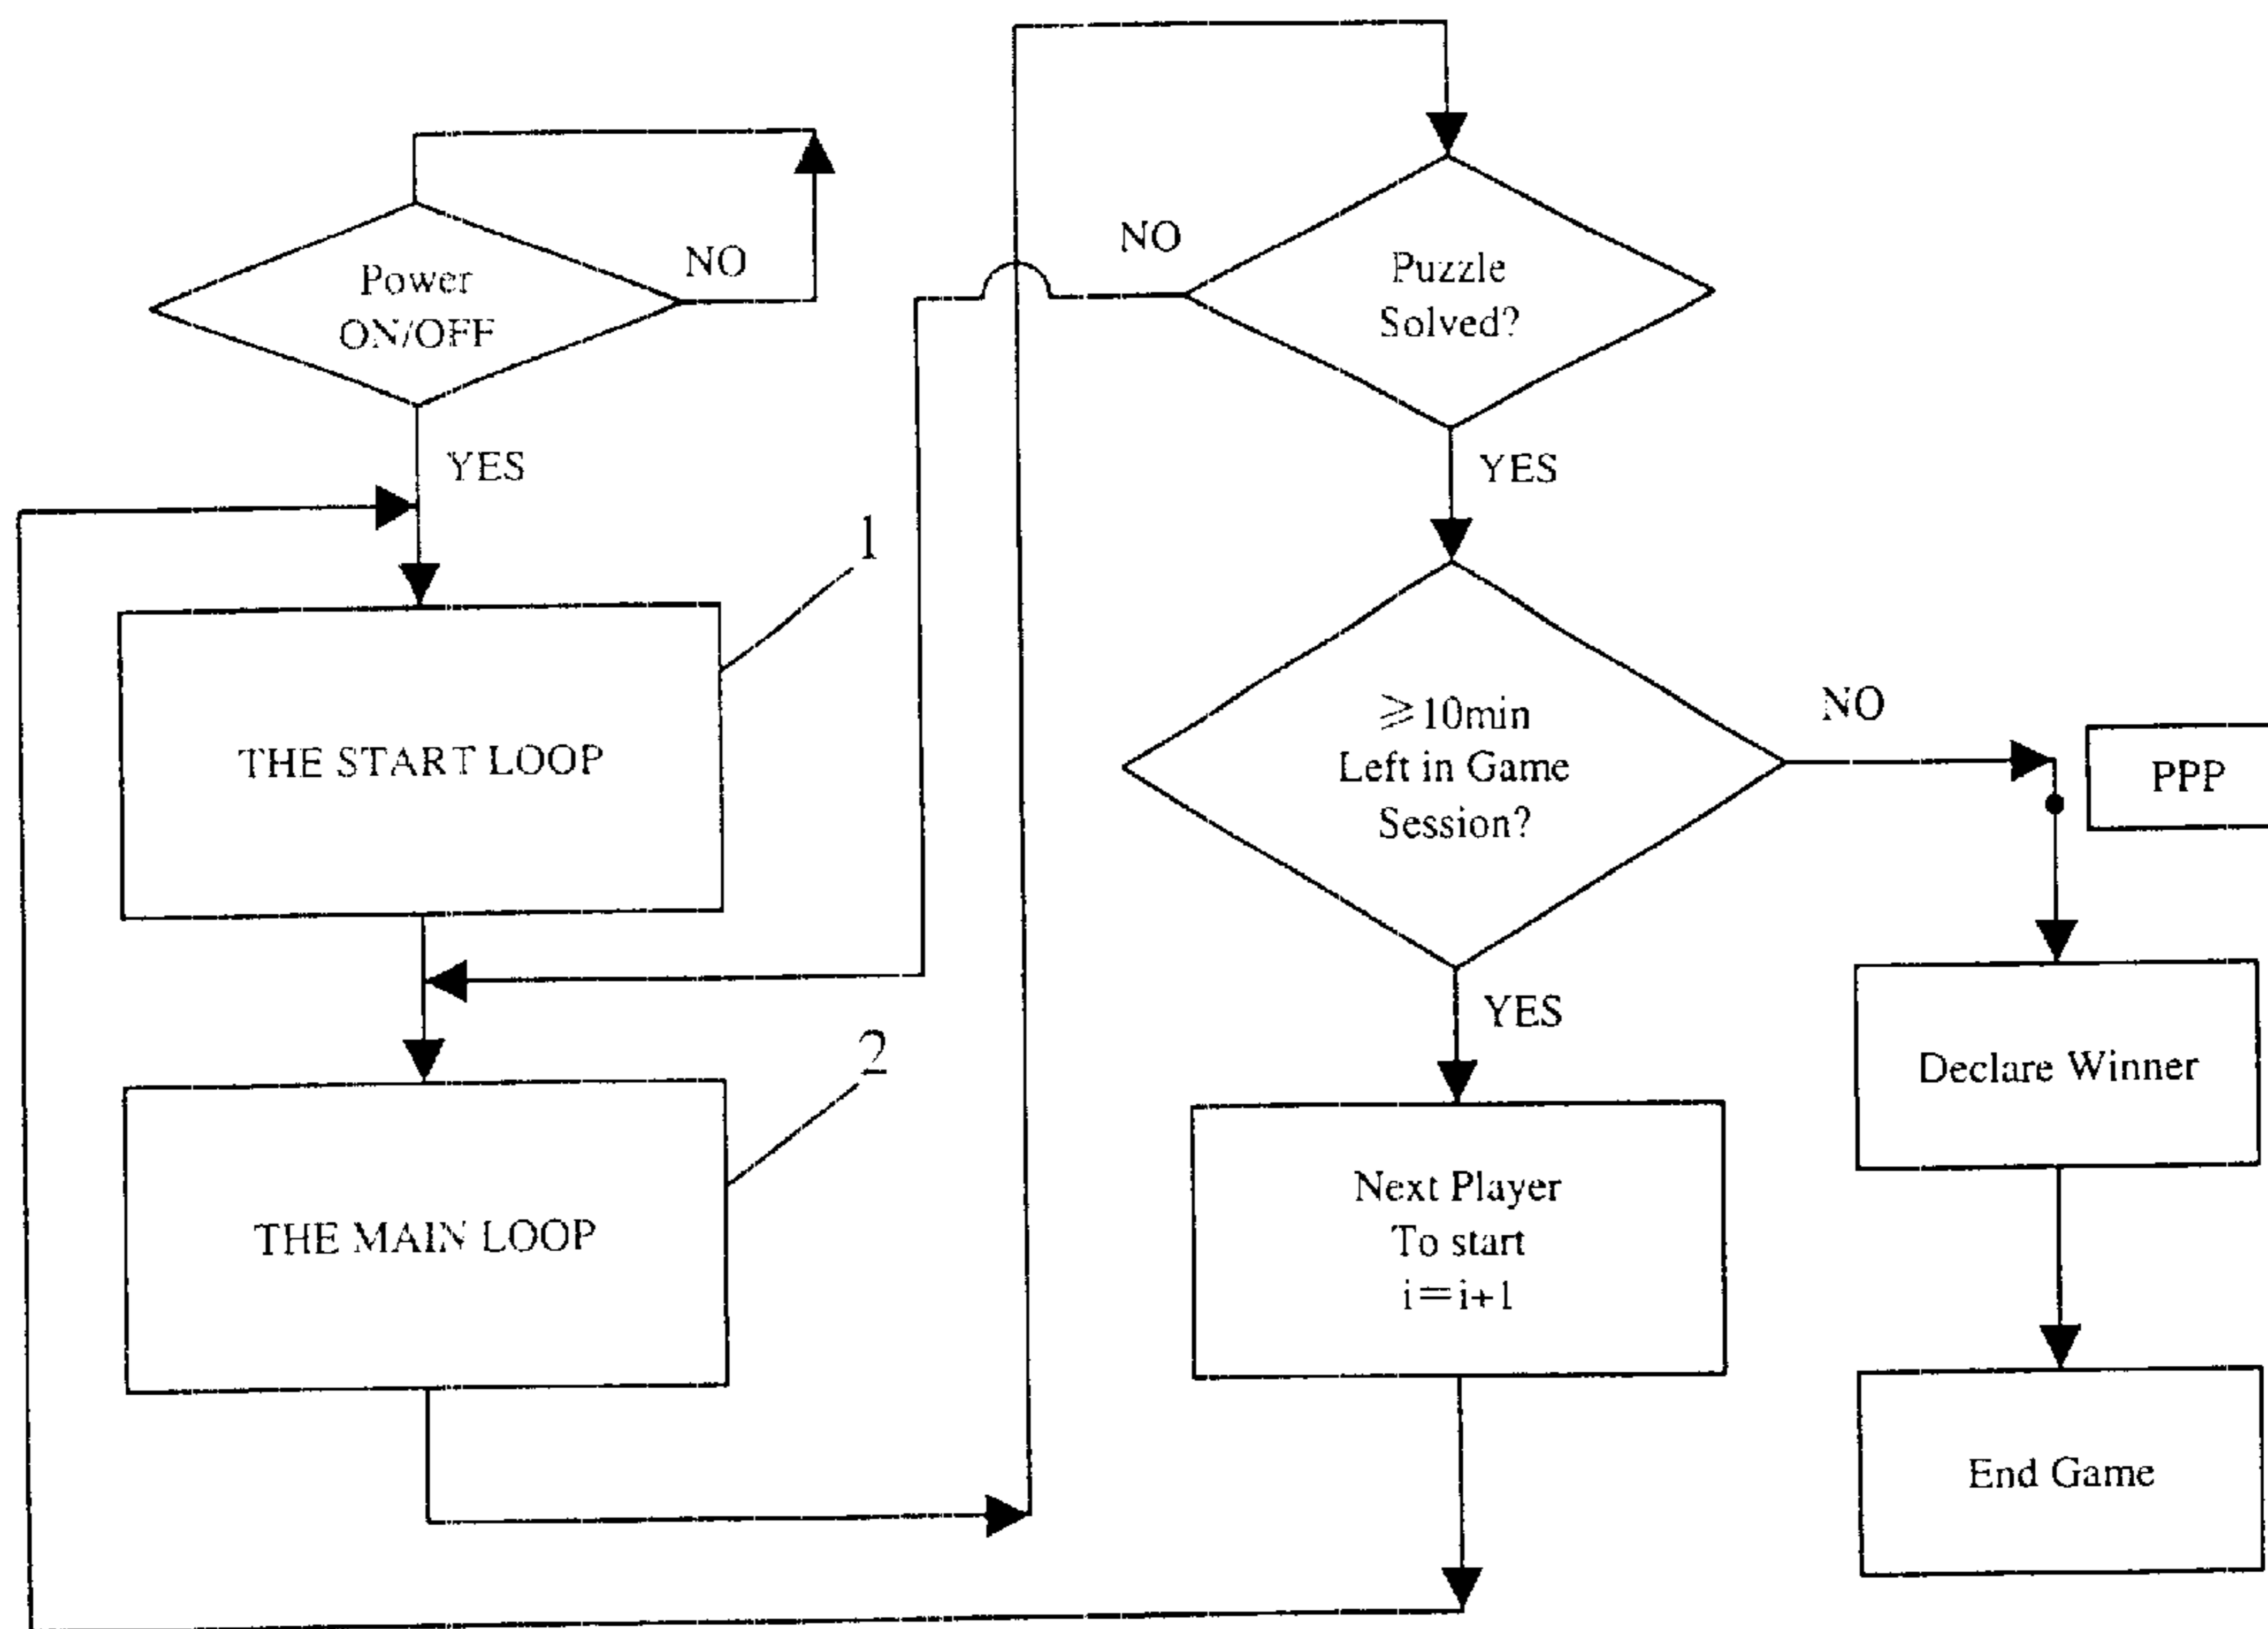 Power
ON/OFF
NO
YES
1
THE START LOOP
2
THE MAIN LOOP
NO
Puzzle
Solved?
YES
≥10min
Left in Game
Session?
NO
PPP
YES
Next Player
To start
i=i+1
Declare Winner
End Game